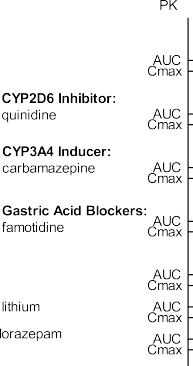 PK
AUC
Cmax
CYP2D6 Inhibitor:
quinidine
AUC
Cmax
CYP3A4 Inducer:
carbamazepine
AUC
Cmax
Gastric Acid Blockers:
famotidine
AUC
Cmax
AUC
Cmax
lithium
AUC
Cmax
lorazepam
AUC
Cmax